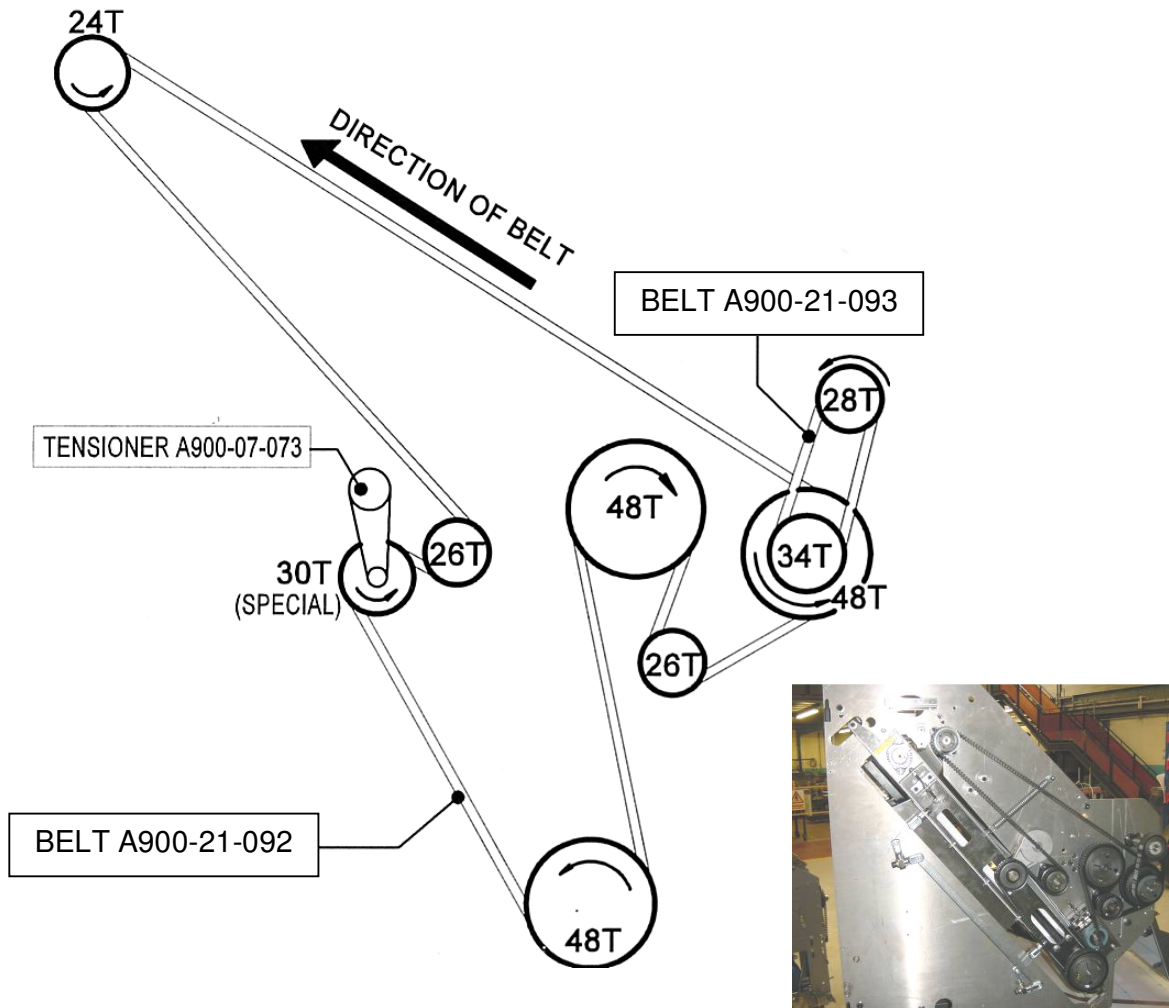 24T
DIRECTION OF BELT
BELT A900-21-093
28T
TENSIONER A900-07-073
48T
34T
26T
30T
(SPECIAL)
48T
26T
BELT A900-21-092
48T